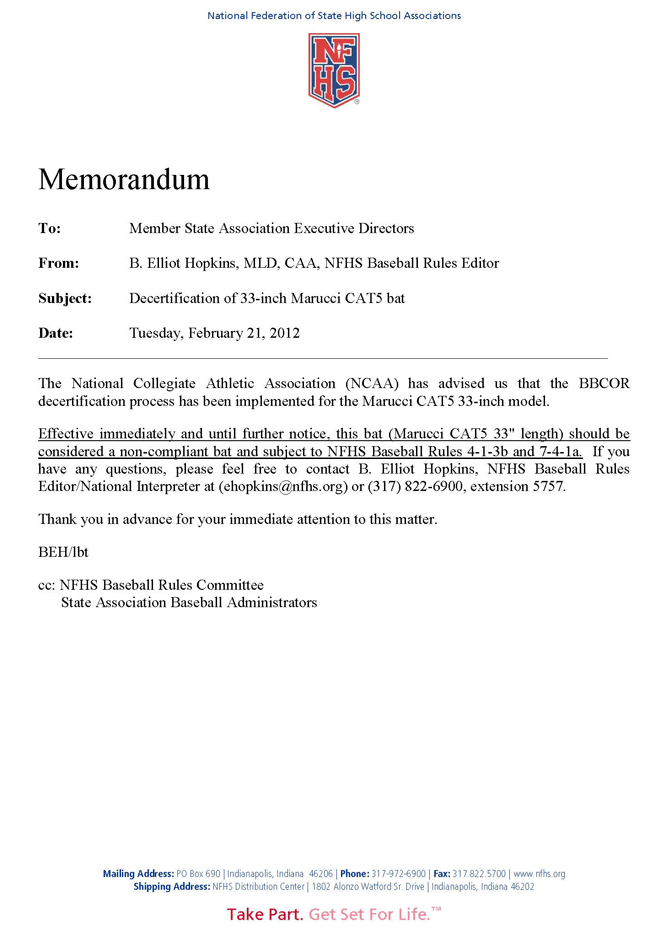 National Federation of State High School Associations
NF
HS
®
Memorandum
To: Member State Association Executive Directors
From: B. Elliot Hopkins, MLD, CAA, NFHS Baseball Rules Editor
Subject: Decertification of 33-inch Marucci CAT5 bat
Date: Tuesday, February 21, 2012
The National Collegiate Athletic Association (NCAA) has advised us that the BBCOR
decertification process has been implemented for the Marucci CAT5 33-inch model.
Effective immediately and until further notice, this bat (Marucci CAT5 33" length) should be
considered a non-compliant bat and subject to NFHS Baseball Rules 4-1-3b and 7-4-1a. If you
have any questions, please feel free to contact B. Elliot Hopkins, NFHS Baseball Rules
Editor/National Interpreter at (ehopkins@nfhs.org) or (317) 822-6900, extension 5757.
Thank you in advance for your immediate attention to this matter.
BEH/lbt
cc: NFHS Baseball Rules Committee
State Association Baseball Administrators
Mailing Address: PO Box 690 | Indianapolis, Indiana 46206 | Phone: 317-972-6900 | Fax: 317.822.5700 | www.nfhs.org
Shipping Address: NFHS Distribution Center | 1802 Alonzo Watford Sr. Drive | Indianapolis, Indiana 46202
Take Part. Get Set For Life.™